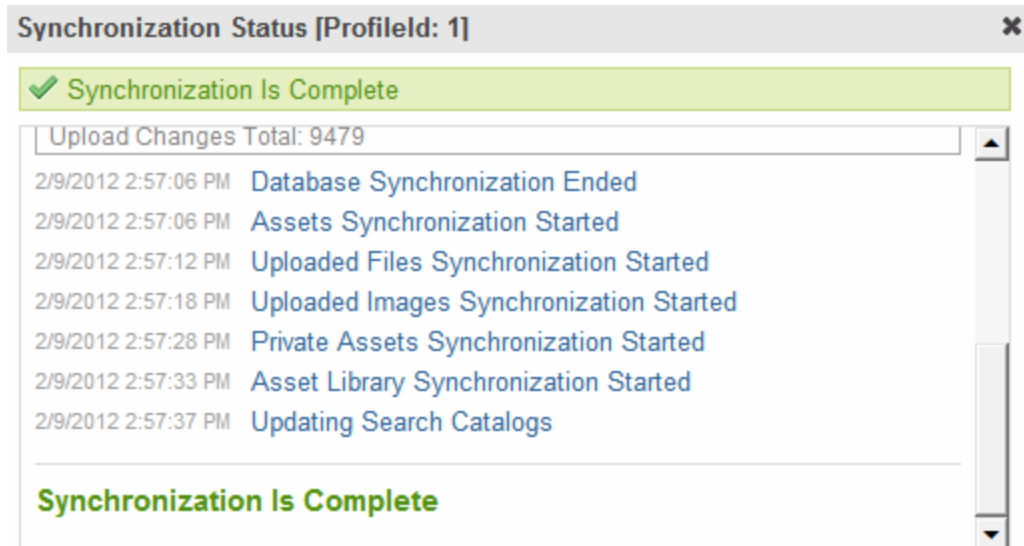 Synchronization Status [ProfileId: 1]
Synchronization Is Complete
Upload Changes Total: 9479
2/9/2012 2:57:06 PM Database Synchronization Ended
2/9/2012 2:57:06 PM Assets Synchronization Started
2/9/2012 2:57:12 PM Uploaded Files Synchronization Started
2/9/2012 2:57:18 PM Uploaded Images Synchronization Started
2/9/2012 2:57:28 PM Private Assets Synchronization Started
2/9/2012 2:57:33 PM Asset Library Synchronization Started
2/9/2012 2:57:37 PM Updating Search Catalogs
Synchronization Is Complete